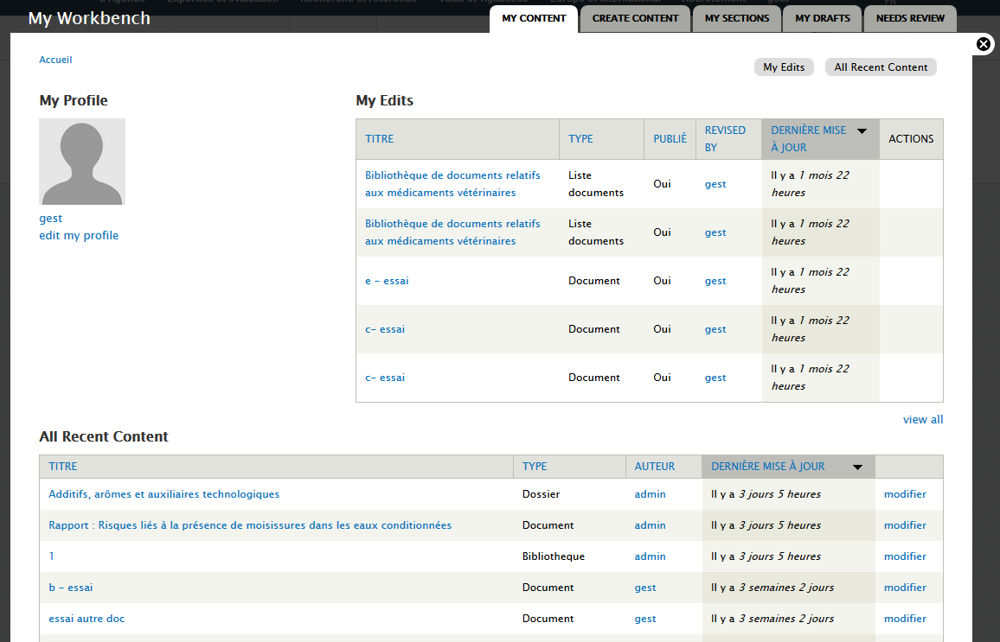 My Workbench
MY CONTENT
CREATE CONTENT
MY SECTIONS
MY DRAFTS
NEEDS REVIEW
Accueil
My Edits
All Recent Content
My Profile
gest
edit my profile
My Edits
TITRE TYPE PUBLIÉ REVISED BY DERNIÈRE MISE À JOUR ACTIONS
Bibliothèque de documents relatifs aux médicaments vétérinaires Liste documents Oui gest Il y a 1 mois 22 heures
Bibliothèque de documents relatifs aux médicaments vétérinaires Liste documents Oui gest Il y a 1 mois 22 heures
e - essai Document Oui gest Il y a 1 mois 22 heures
c- essai Document Oui gest Il y a 1 mois 22 heures
c- essai Document Oui gest Il y a 1 mois 22 heures
view all
All Recent Content
TITRE TYPE AUTEUR DERNIÈRE MISE À JOUR
Additifs, arômes et auxiliaires technologiques Dossier admin Il y a 3 jours 5 heures modifier
Rapport : Risques liés à la présence de moisissures dans les eaux conditionnées Document admin Il y a 3 jours 5 heures modifier
1 Bibliotheque admin Il y a 3 jours 5 heures modifier
b - essai Document gest Il y a 3 semaines 2 jours modifier
essai autre doc Document gest Il y a 3 semaines 2 jours modifier